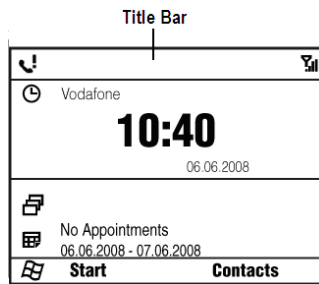 Title Bar
Vodafone
10:40
06.06.2008
No Appointments
06.06.2008 - 07.06.2008
Start Contacts